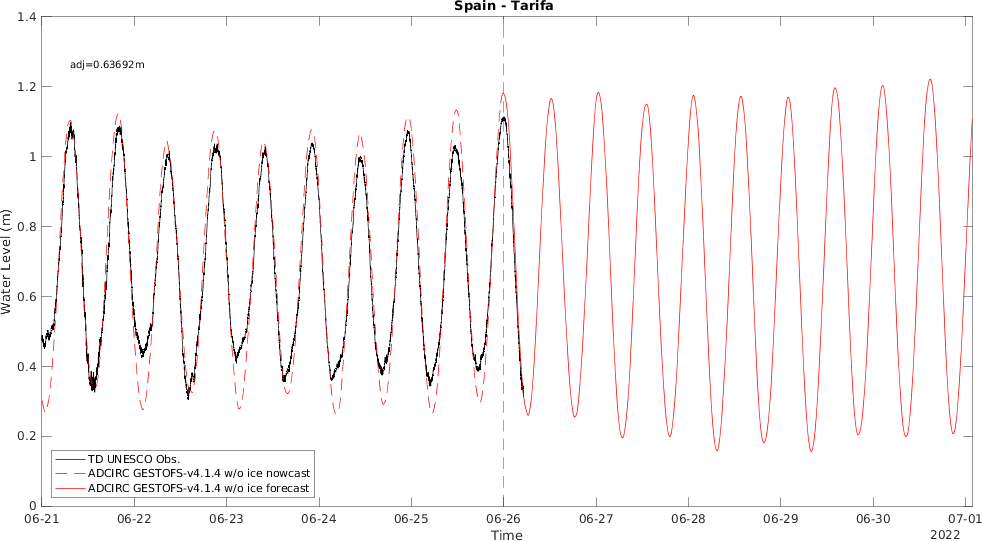 Spain - Tarifa
1.4
adj=0.63692m
1.2
1
0.8
Water Level (m)
0.6
0.4
0.2
TD UNESCO Obs.
ADCIRC GESTOFS-v4.1.4 w/o ice nowcast
ADCIRC GESTOFS-v4.1.4 w/o ice forecast
0
06-21 06-22 06-23 06-24 06-25 06-26 06-27 06-28 06-29 06-30 07-01
Time 2022